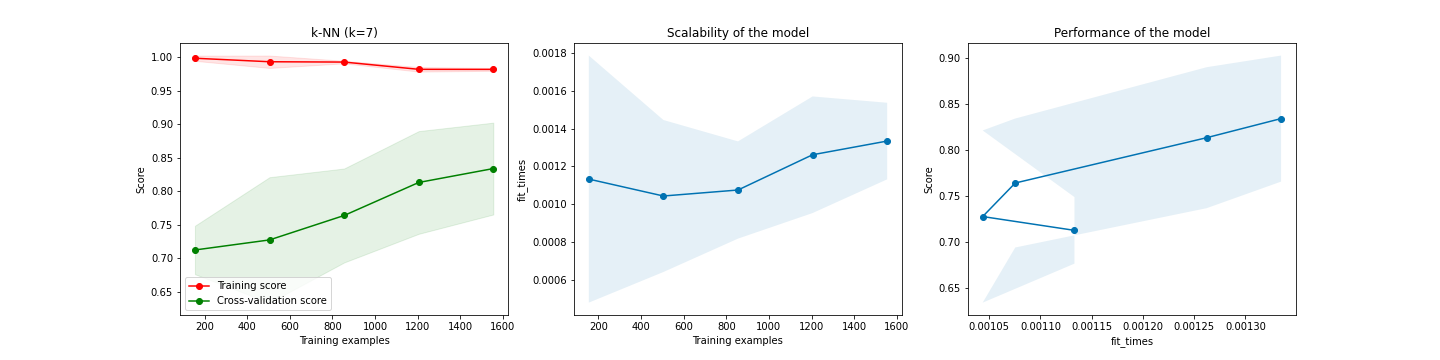 k-NN (k=7)
1.00
0.95
0.90
0.85
0.80
0.75
0.70
0.65
Score
Training score
Cross-validation score
200 400 600 800 1000 1200 1400 1600
Training examples
Scalability of the model
0.0018
0.0016
0.0014
0.0012
0.0010
0.0008
0.0006
fit_times
200 400 600 800 1000 1200 1400 1600
Training examples
Performance of the model
0.90
0.85
0.80
0.75
0.70
0.65
Score
0.00105 0.00110 0.00115 0.00120 0.00125 0.00130
fit_times